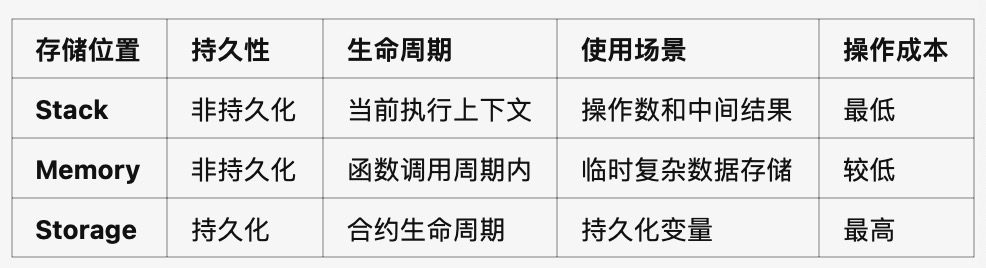 存储位置 持久性 生命周期 使用场景 操作成本
Stack 非持久化 当前执行上下文 操作数和中间结果 最低
Memory 非持久化 函数调用周期内 临时复杂数据存储 较低
Storage 持久化 合约生命周期 持久化变量 最高